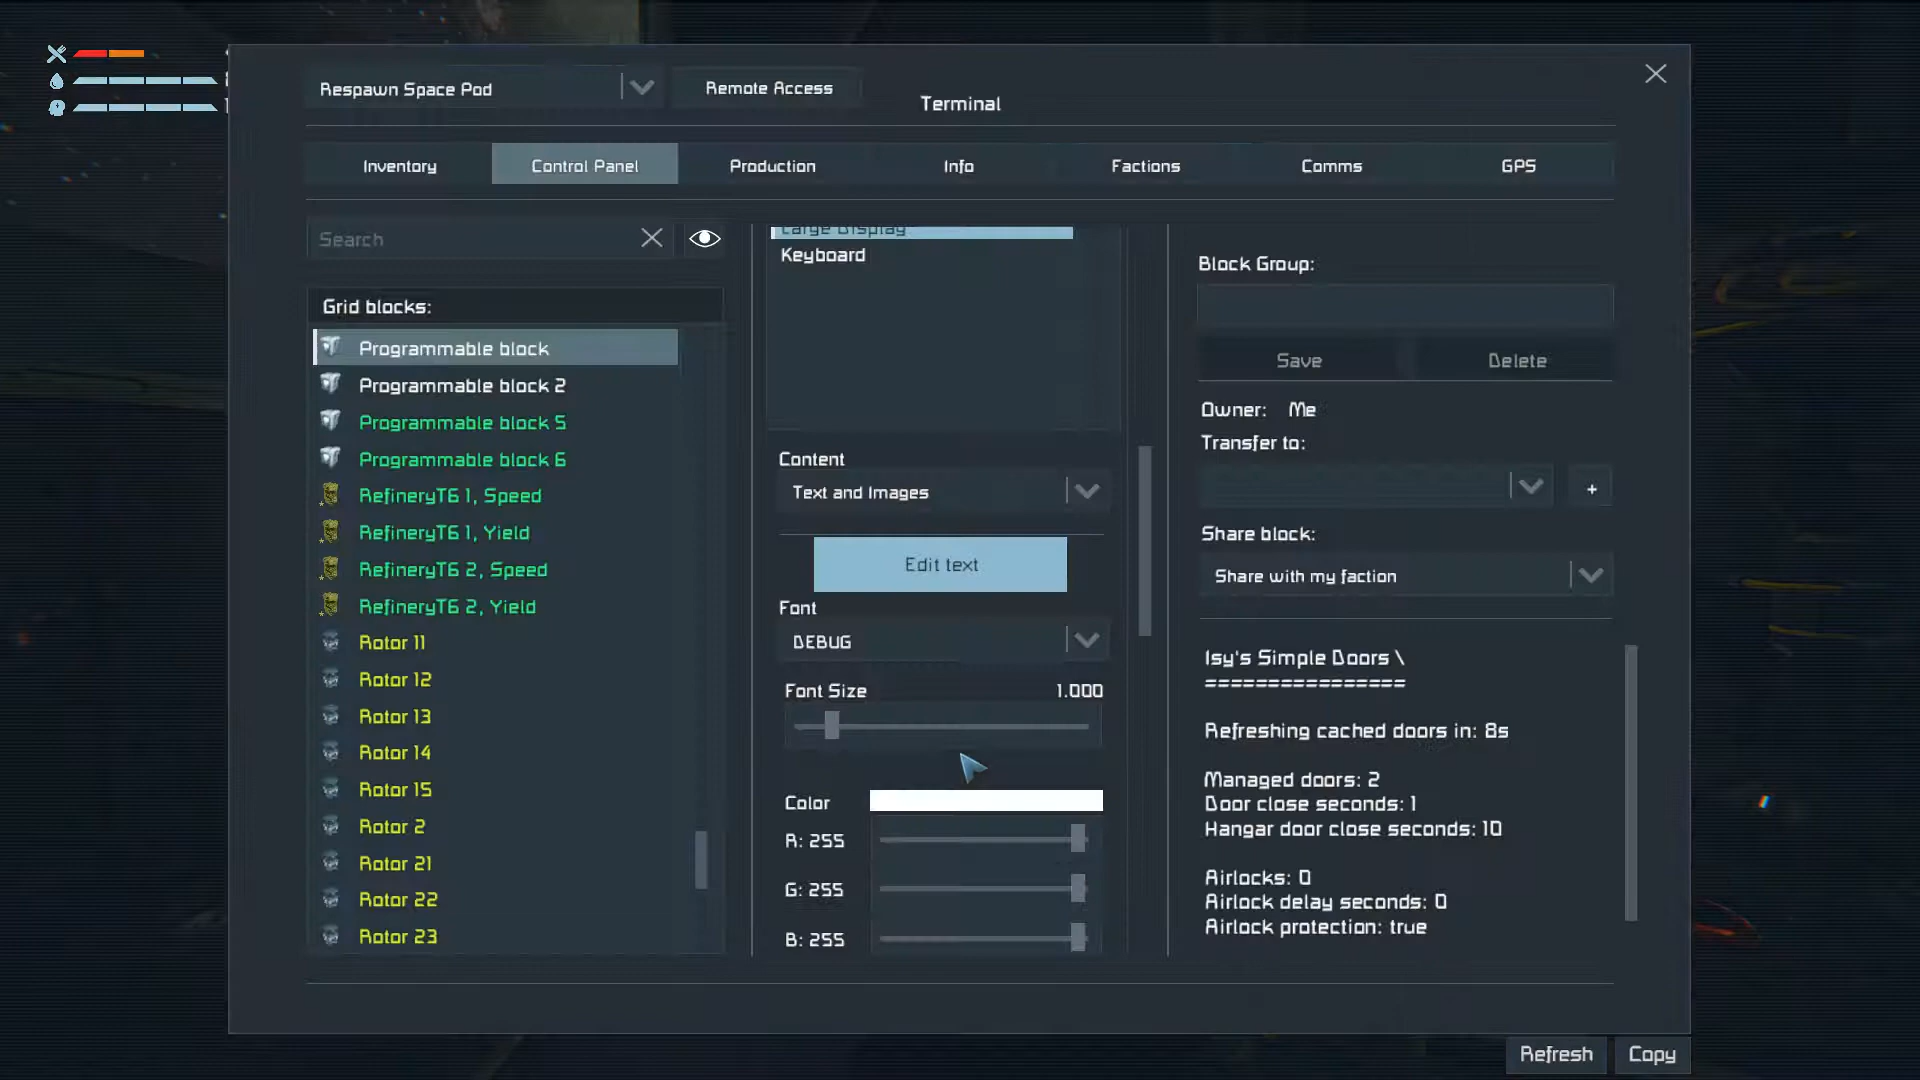 Respawn Space Pod
Remote Access
Terminal
Inventory
Control Panel
Production
Info
Factions
Comms
GPS
Search
Grid blocks:
Programmable block
Programmable block 2
Programmable block 5
Programmable block 6
RefineryT6 1, Speed
RefineryT6 1, Yield
RefineryT6 2, Speed
RefineryT6 2, Yield
Rotor 11
Rotor 12
Rotor 13
Rotor 14
Rotor 15
Rotor 2
Rotor 21
Rotor 22
Rotor 23
Large Display
Keyboard
Content
Text and Images
Edit text
Font
DEBUG
Font Size 1.000
Color
R: 255
G: 255
B: 255
Block Group:
Save
Delete
Owner: Me
Transfer to:
+
Share block:
Share with my faction
Isy's Simple Doors \
================
Refreshing cached doors in: 8s
Managed doors: 2
Door close seconds: 1
Hangar door close seconds: 10
Airlocks: 0
Airlock delay seconds: 0
Airlock protection: true
Refresh
Copy